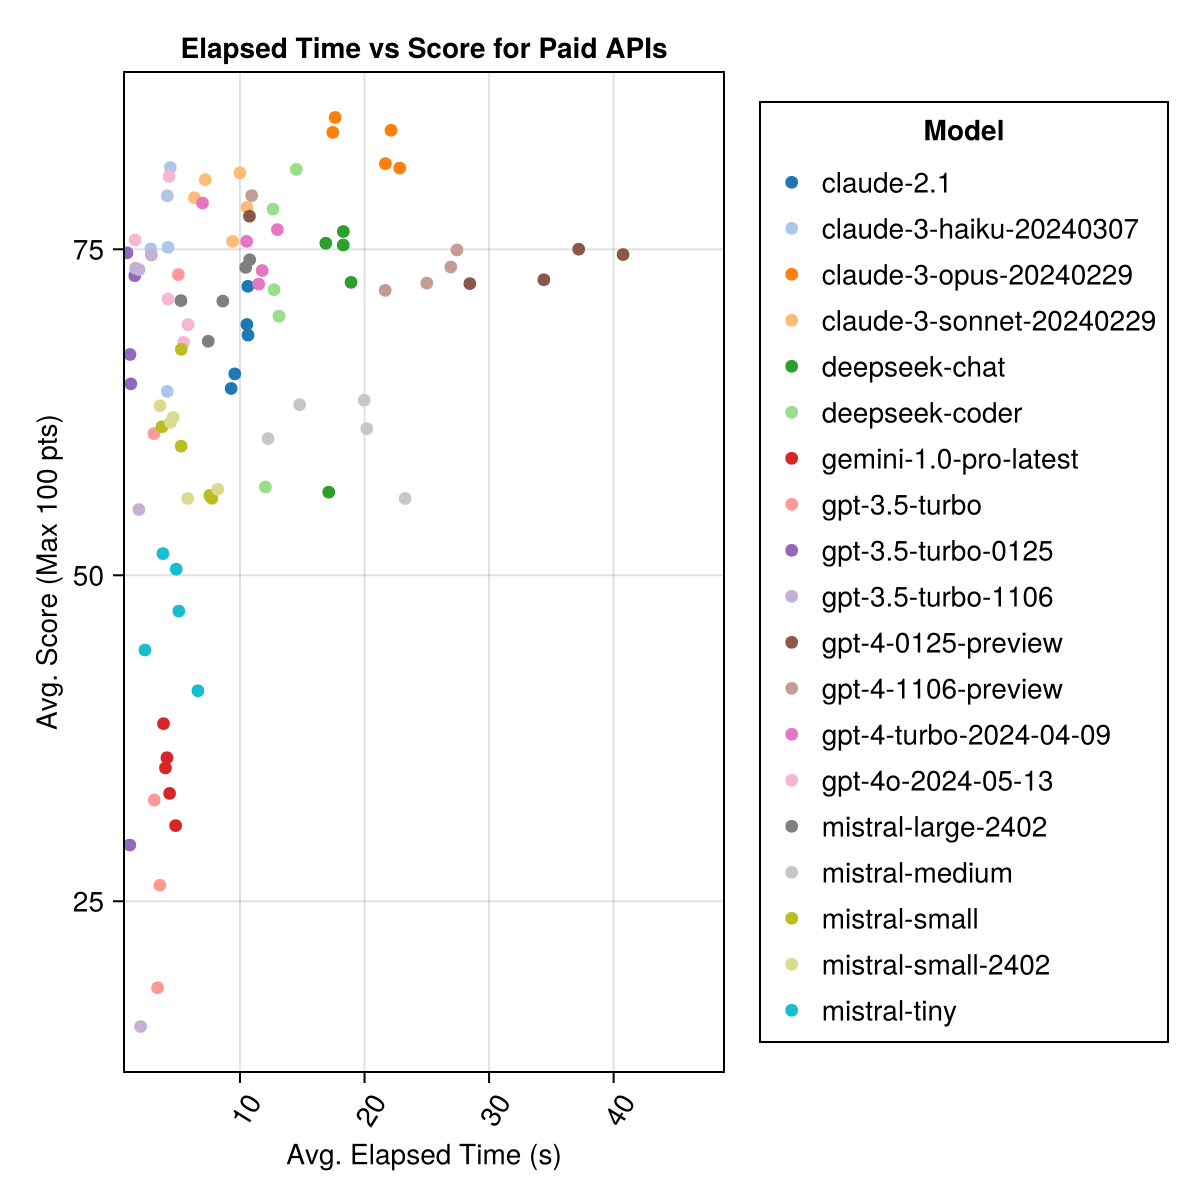 Elapsed Time vs Score for Paid APIs
Avg. Score (Max 100 pts)
75
50
25
10
20
30
40
Avg. Elapsed Time (s)
Model
claude-2.1
claude-3-haiku-20240307
claude-3-opus-20240229
claude-3-sonnet-20240229
deepseek-chat
deepseek-coder
gemini-1.0-pro-latest
gpt-3.5-turbo
gpt-3.5-turbo-0125
gpt-3.5-turbo-1106
gpt-4-0125-preview
gpt-4-1106-preview
gpt-4-turbo-2024-04-09
gpt-4o-2024-05-13
mistral-large-2402
mistral-medium
mistral-small
mistral-small-2402
mistral-tiny